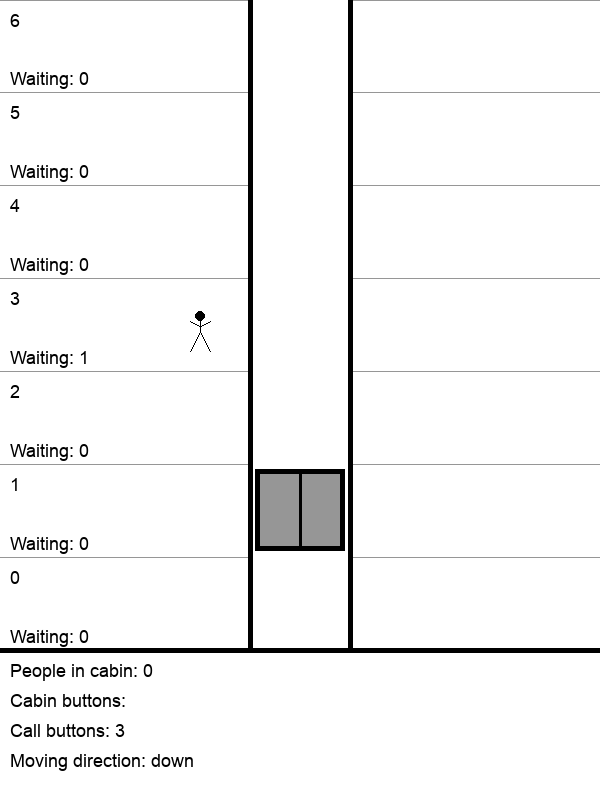 6
Waiting: 0
5
Waiting: 0
4
Waiting: 0
3
Waiting: 1
2
Waiting: 0
1
Waiting: 0
0
Waiting: 0
People in cabin: 0
Cabin buttons:
Call buttons: 3
Moving direction: down